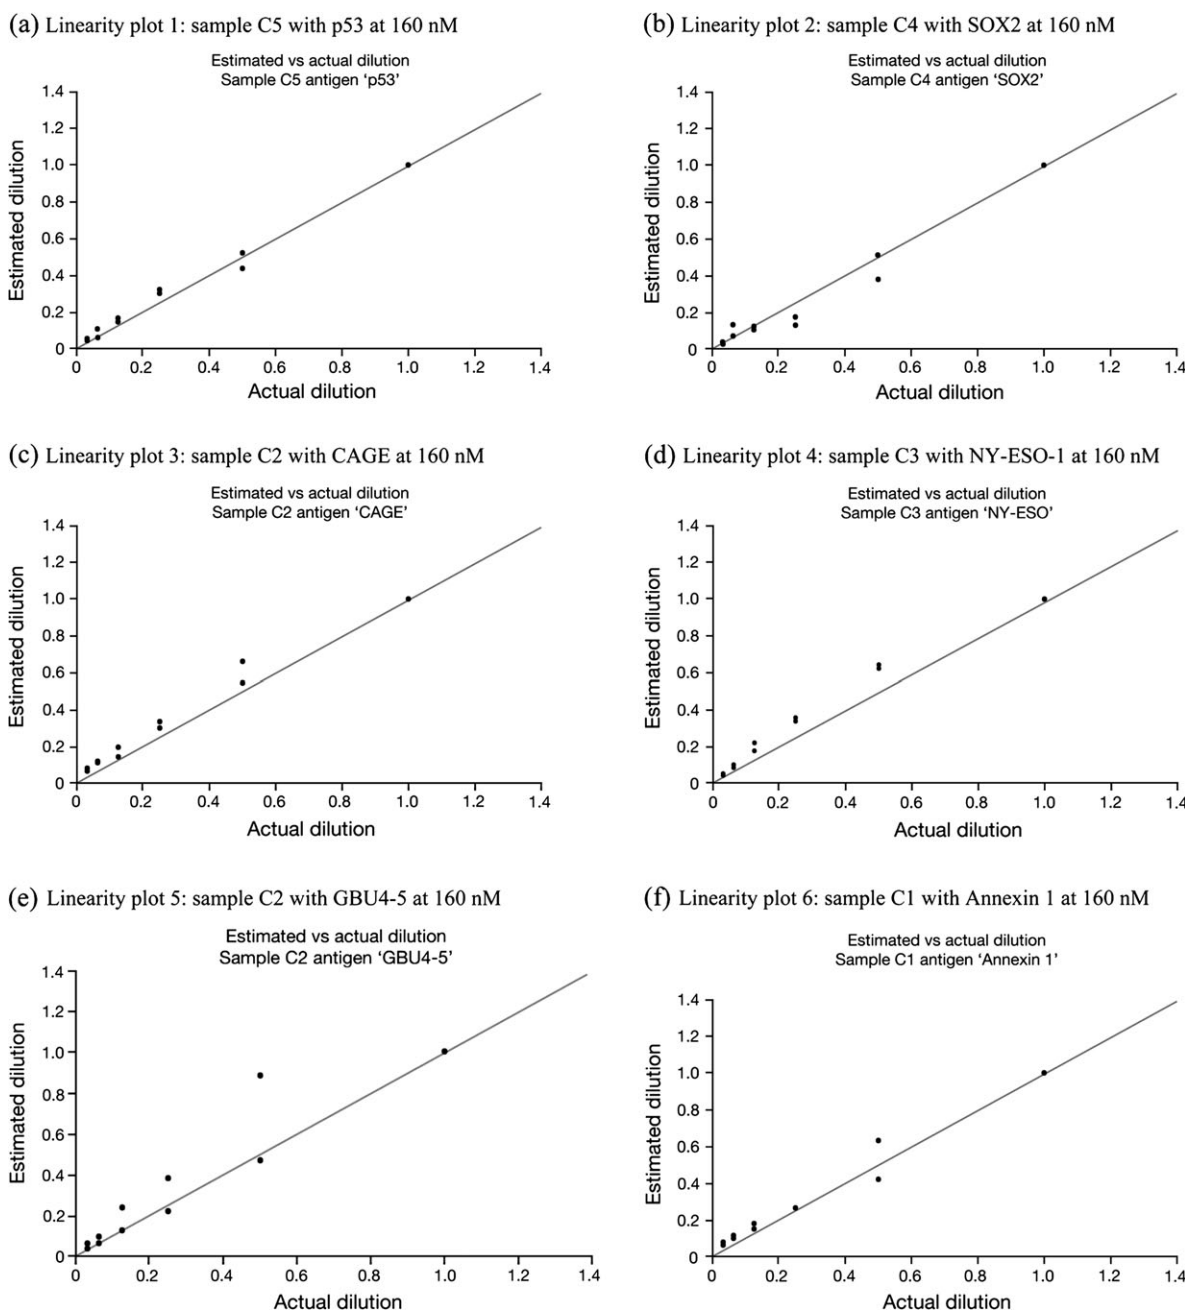 (a) Linearity plot 1: sample C5 with p53 at 160 nM
Estimated vs actual dilution
Sample C5 antigen ‘p53’
1.4
1.2
1.0
0.8
0.6
0.4
0.2
0
Estimated dilution
0 0.2 0.4 0.6 0.8 1.0 1.2 1.4
Actual dilution
(b) Linearity plot 2: sample C4 with SOX2 at 160 nM
Estimated vs actual dilution
Sample C4 antigen ‘SOX2’
1.4
1.2
1.0
0.8
0.6
0.4
0.2
0
Estimated dilution
0 0.2 0.4 0.6 0.8 1.0 1.2 1.4
Actual dilution
(c) Linearity plot 3: sample C2 with CAGE at 160 nM
Estimated vs actual dilution
Sample C2 antigen ‘CAGE’
1.4
1.2
1.0
0.8
0.6
0.4
0.2
0
Estimated dilution
0 0.2 0.4 0.6 0.8 1.0 1.2 1.4
Actual dilution
(d) Linearity plot 4: sample C3 with NY-ESO-1 at 160 nM
Estimated vs actual dilution
Sample C3 antigen ‘NY-ESO’
1.4
1.2
1.0
0.8
0.6
0.4
0.2
0
Estimated dilution
0 0.2 0.4 0.6 0.8 1.0 1.2 1.4
Actual dilution
(e) Linearity plot 5: sample C2 with GBU4-5 at 160 nM
Estimated vs actual dilution
Sample C2 antigen ‘GBU4-5’
1.4
1.2
1.0
0.8
0.6
0.4
0.2
0
Estimated dilution
0 0.2 0.4 0.6 0.8 1.0 1.2 1.4
Actual dilution
(f) Linearity plot 6: sample C1 with Annexin 1 at 160 nM
Estimated vs actual dilution
Sample C1 antigen ‘Annexin 1’
1.4
1.2
1.0
0.8
0.6
0.4
0.2
0
Estimated dilution
0 0.2 0.4 0.6 0.8 1.0 1.2 1.4
Actual dilution